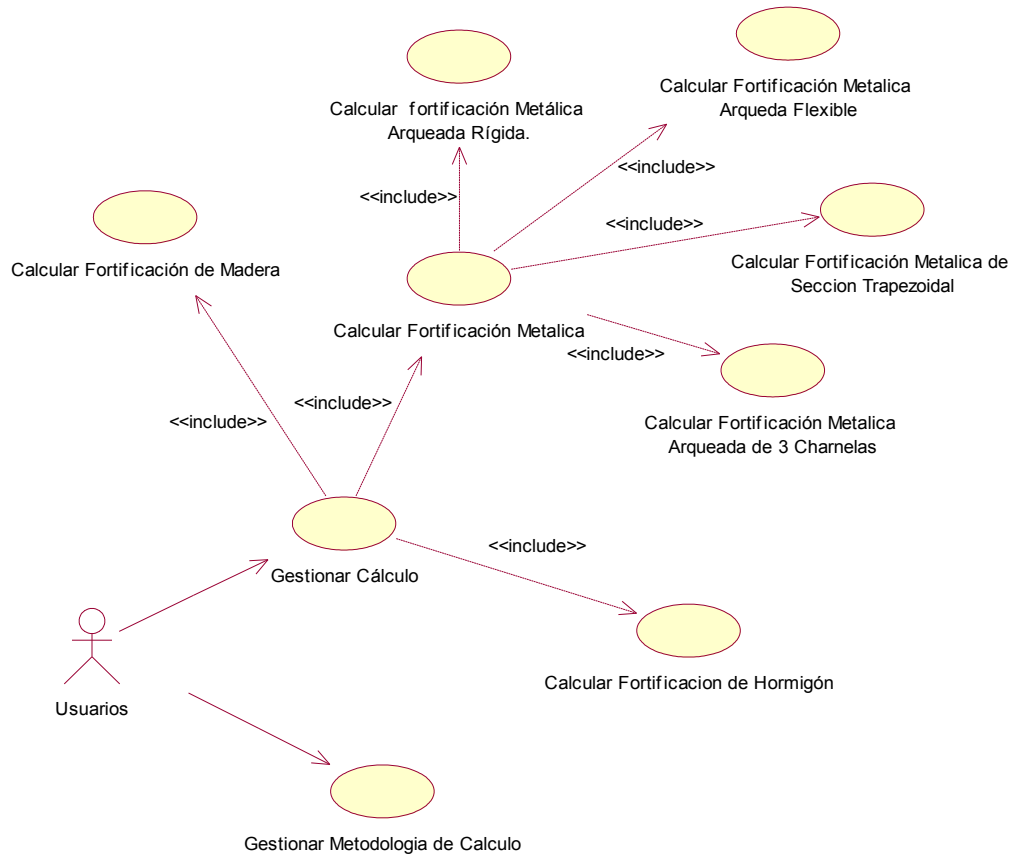 Calcular Fortificación Metalica
Arqueda Flexible
Calcular fortificación Metálica
Arqueada Rígida.
<<include>>
<<include>>
<<include>>
Calcular Fortificación de Madera
Calcular Fortificación Metalica de
Seccion Trapezoidal
Calcular Fortificación Metalica
<<include>>
Calcular Fortificación Metalica
Arqueada de 3 Charnelas
<<include>>
<<include>>
<<include>>
Gestionar Cálculo
Calcular Fortificacion de Hormigón
Usuarios
Gestionar Metodologia de Calculo